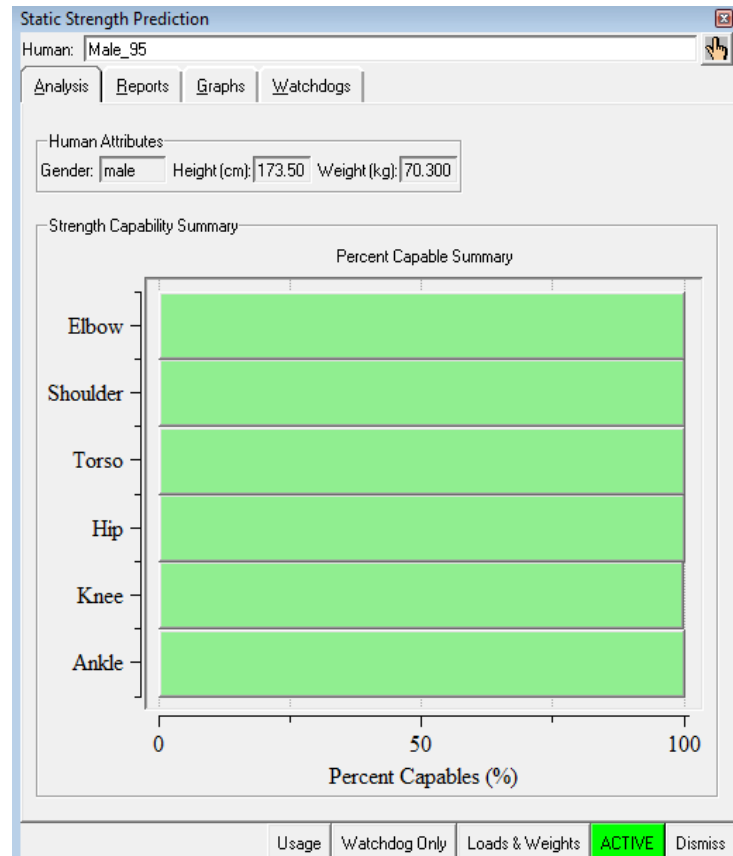 Static Strength Prediction
Human: Male_95
Analysis Reports Graphs Watchdogs
Human Attributes
Gender: male Height (cm): 173.50 Weight (kg): 70.300
Strength Capability Summary
Percent Capable Summary
Elbow
Shoulder
Torso
Hip
Knee
Ankle
0 50 100
Percent Capables (%)
Usage Watchdog Only Loads & Weights ACTIVE Dismiss